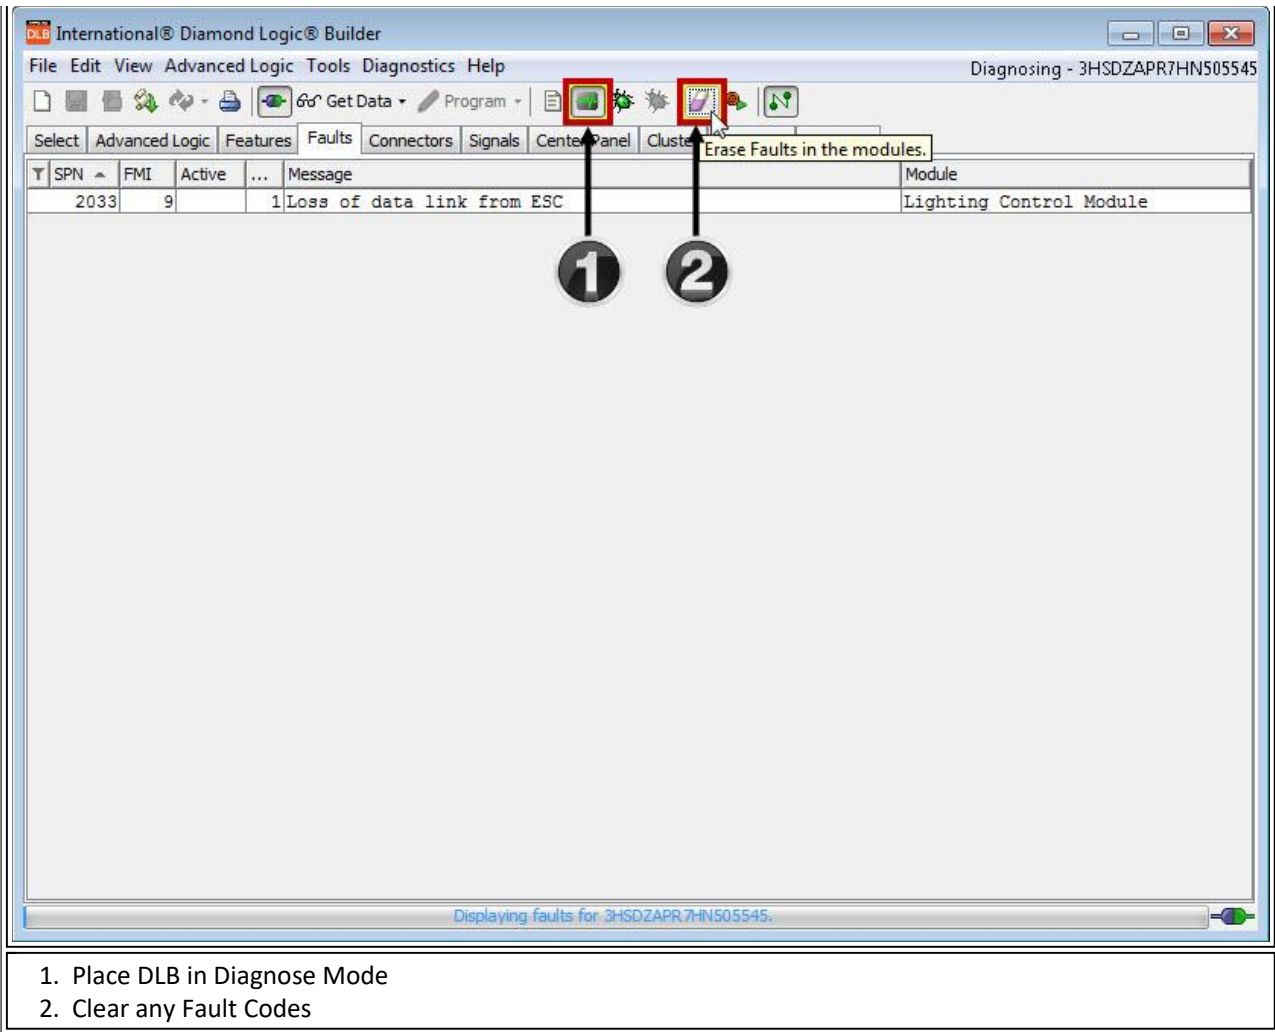 DLB International® Diamond Logic® Builder
File Edit View Advanced Logic Tools Diagnostics Help Diagnosing - 3HSDZAPR7HN505545
Get Data Program
Select Advanced Logic Features Faults Connectors Signals Center Panel Cluster
Erase Faults in the modules.
SPN FMI Active ... Message Module
2033 9 1 Loss of data link from ESC Lighting Control Module
1 2
Displaying faults for 3HSDZAPR7HN505545.
1. Place DLB in Diagnose Mode
2. Clear any Fault Codes